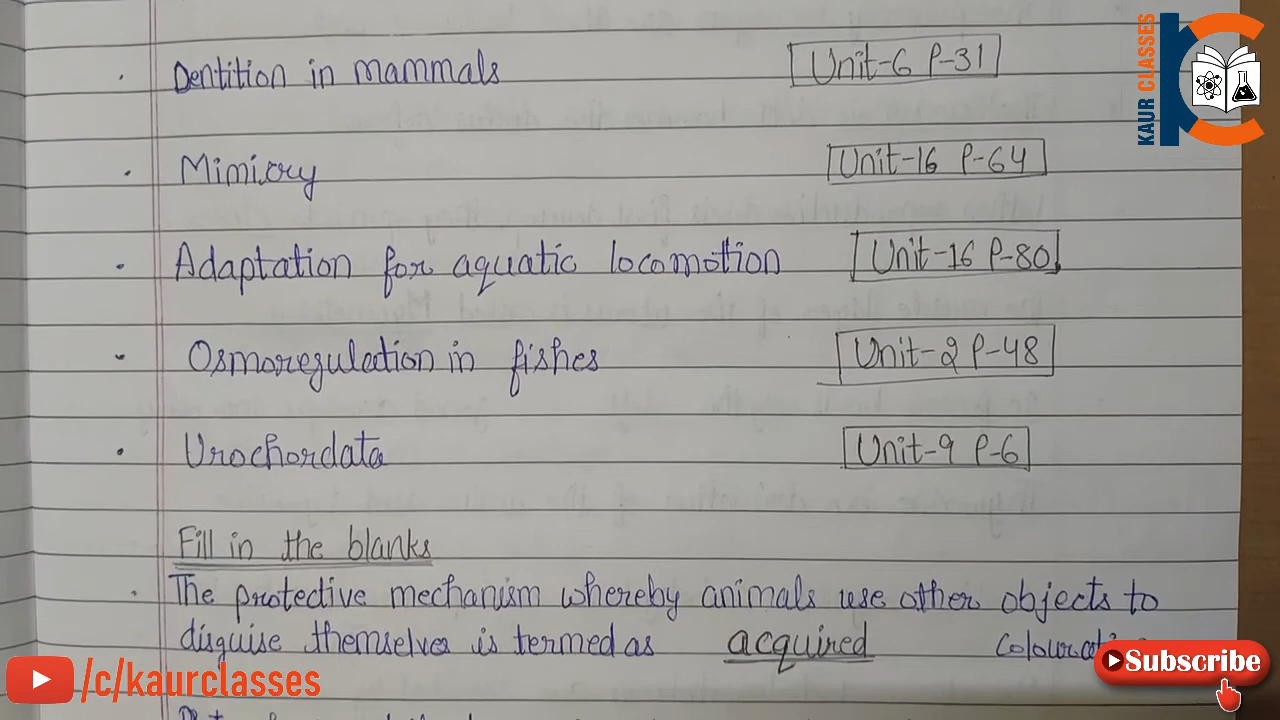 Dentition in mammals Unit-6 P-31
KAUR CLASSES
Mimicry Unit-16 P-64
Adaptation for aquatic locomotion Unit-16 P-80
Osmoregulation in fishes Unit-2 P-48
Urochordata Unit-9 P-6
Fill in the blanks
The protective mechanism whereby animals use other objects to
disguise themselves is termed as acquired
Subscribe
/c/kaurclasses